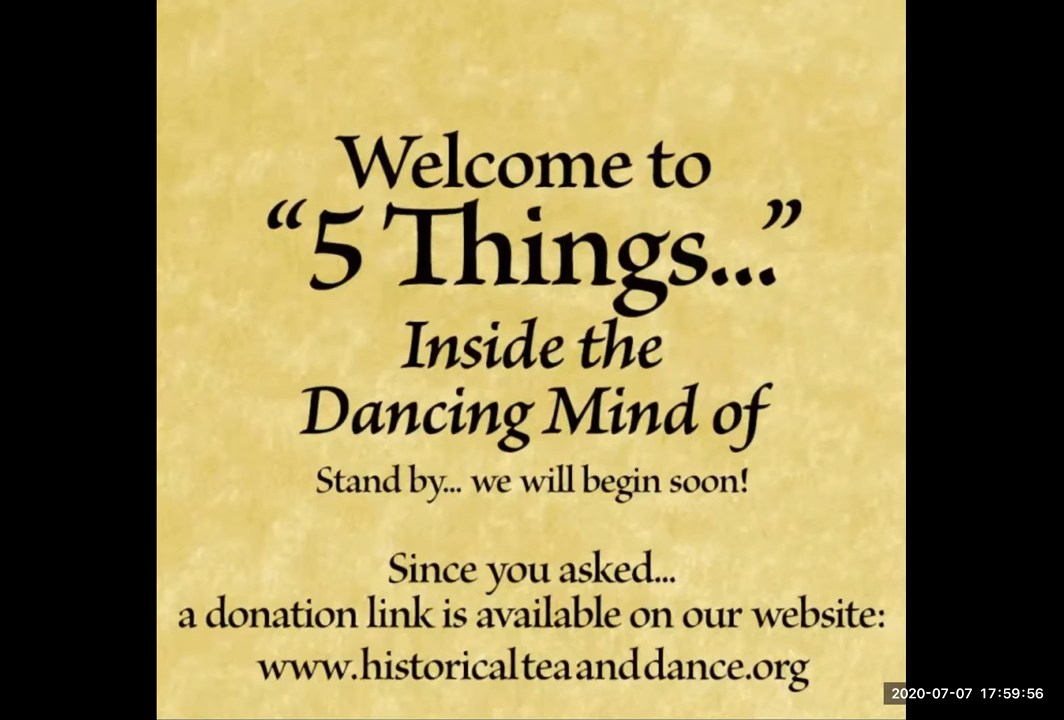 Welcome to
“5 Things...”
Inside the
Dancing Mind of
Stand by... we will begin soon!
Since you asked...
a donation link is available on our website:
www.historicalteaanddance.org
2020-07-07 17:59:56